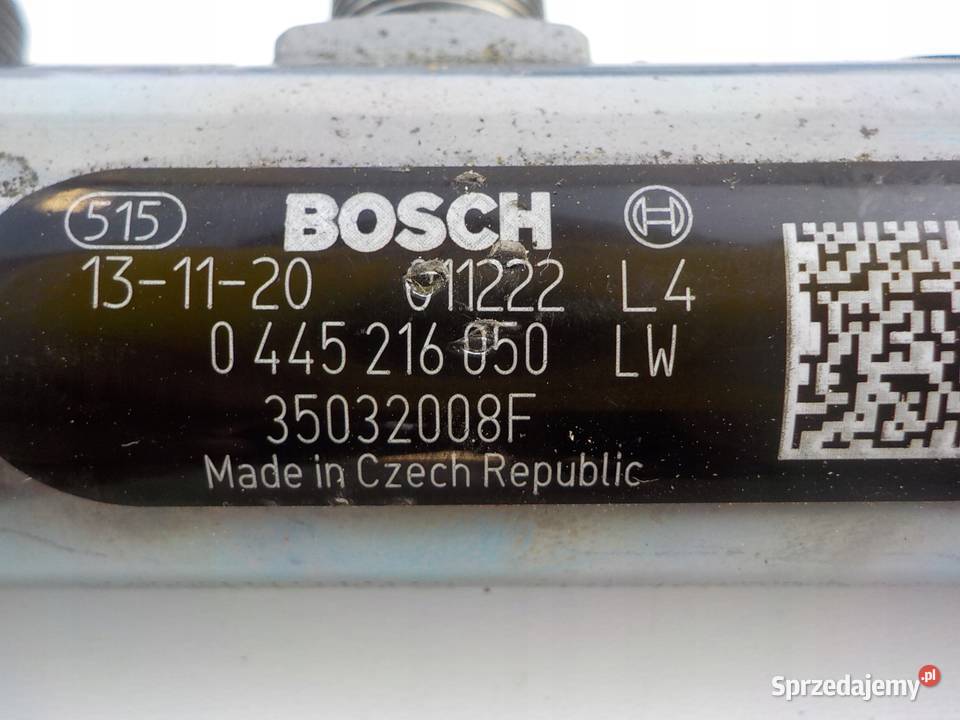 515 BOSCH
13-11-20 011222 L4
0 445 216 050 LW
35032008F
Made in Czech Republic
Sprzedajemy.pl